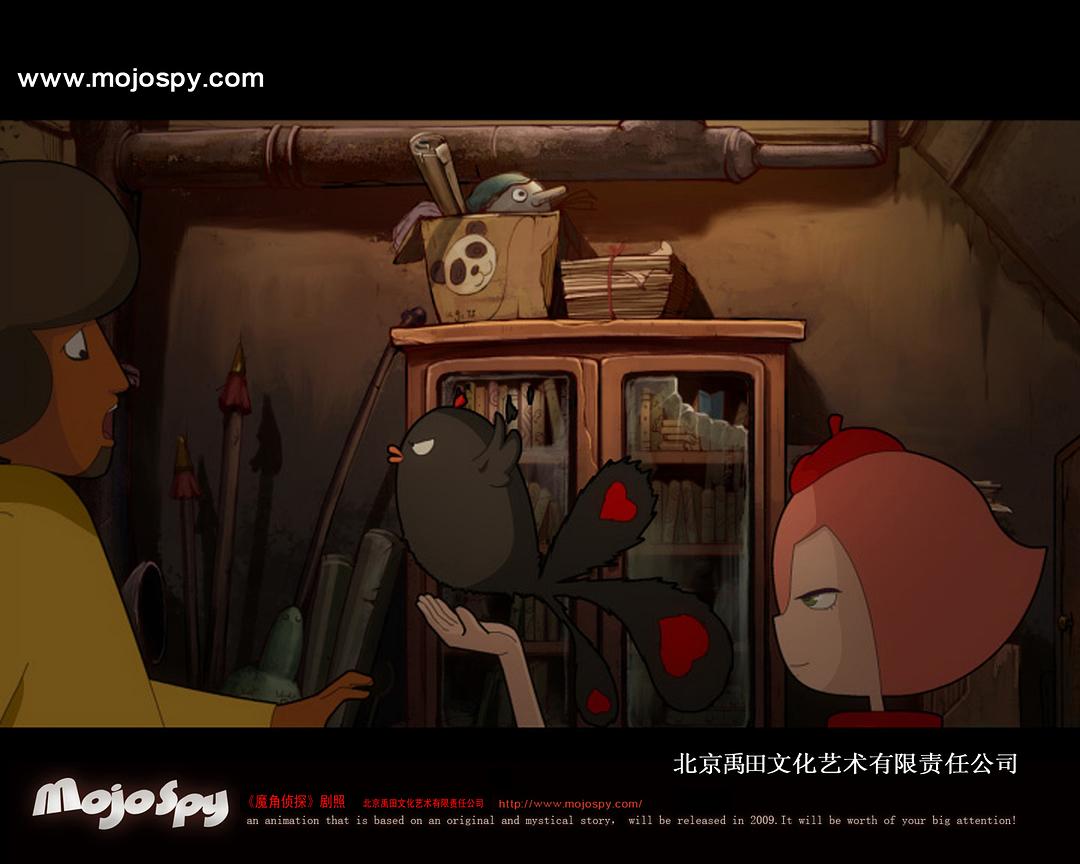 www.mojospy.com
北京禹田文化艺术有限责任公司
MojoSpy 《魔角侦探》剧照 北京禹田文化艺术有限责任公司 http://www.mojospy.com/
an animation that is based on an original and mystical story， will be released in 2009.It will be worth of your big attention!